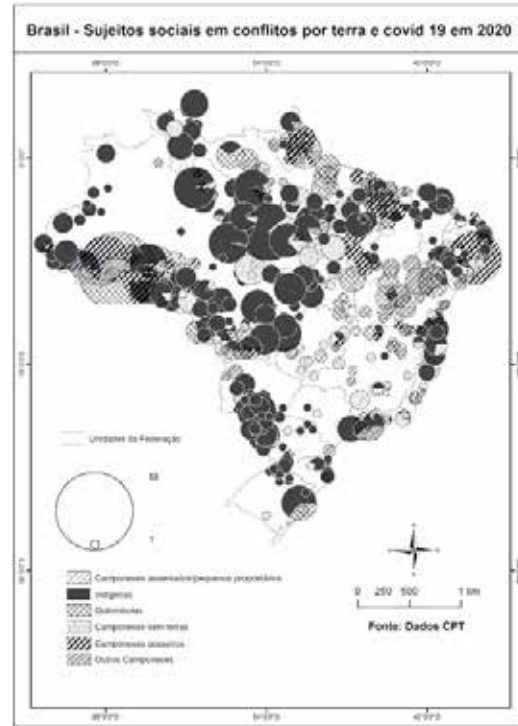 Brasil - Sujeitos sociais em conflitos por terra e covid 19 em 2020
Unidades da Federação
1
Camponeses assentados/pequenos proprietários
Indígenas
Quilombolas
Camponeses sem-terras
Camponeses posseiros
Outros Camponeses
0 250 500 1 km
Fonte: Dados CPT